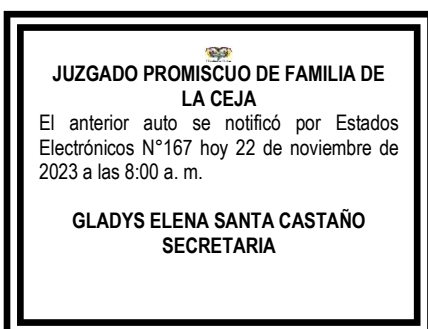 JUZGADO PROMISCUO DE FAMILIA DE
LA CEJA
El anterior auto se notificó por Estados
Electrónicos N°167 hoy 22 de noviembre de
2023 a las 8:00 a. m.
GLADYS ELENA SANTA CASTAÑO
SECRETARIA